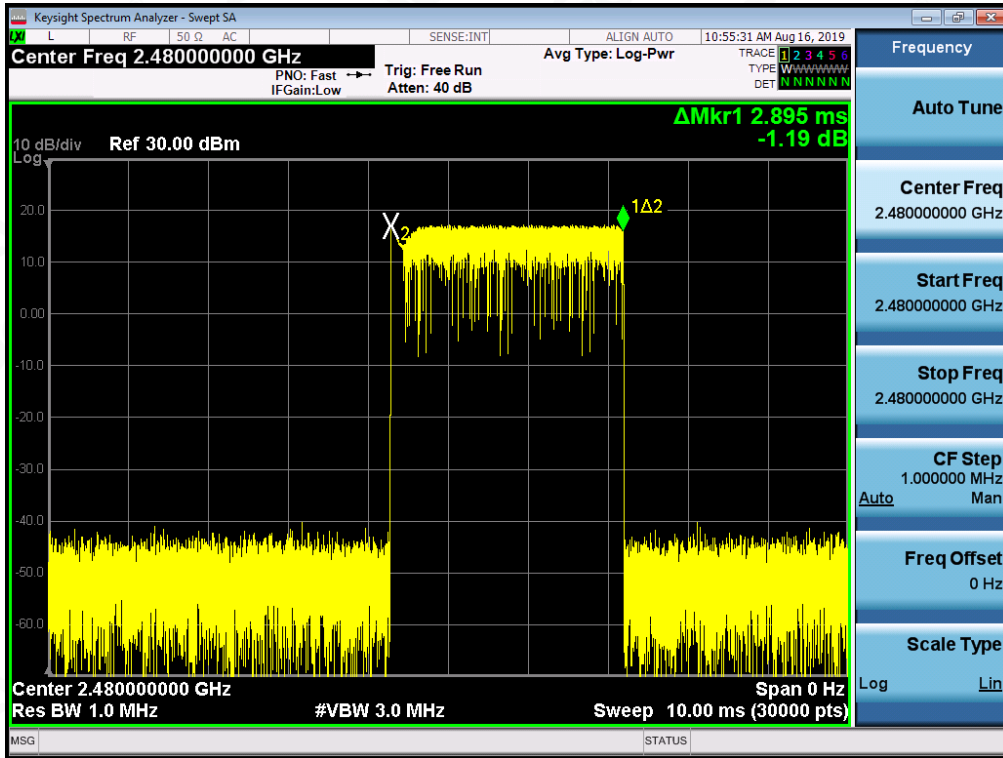 Keysight Spectrum Analyzer - Swept SA
LXI L RF 50 Ω AC SENSE:INT ALIGN AUTO 10:55:31 AM Aug 16, 2019
Center Freq 2.480000000 GHz Avg Type: Log-Pwr TRACE 1 2 3 4 5 6
PNO: Fast Trig: Free Run TYPE WWWWWW
IFGain:Low Atten: 40 dB DET N N N N N N
ΔMkr1 2.895 ms
10 dB/div Ref 30.00 dBm -1.19 dB
Log
20.0
1Δ2
X2
10.0
0.00
-10.0
-20.0
-30.0
-40.0
-50.0
-60.0
Center 2.480000000 GHz Span 0 Hz
Res BW 1.0 MHz #VBW 3.0 MHz Sweep 10.00 ms (30000 pts)
MSG STATUS
Frequency
Auto Tune
Center Freq
2.480000000 GHz
Start Freq
2.480000000 GHz
Stop Freq
2.480000000 GHz
CF Step
1.000000 MHz
Auto Man
Freq Offset
0 Hz
Scale Type
Log Lin